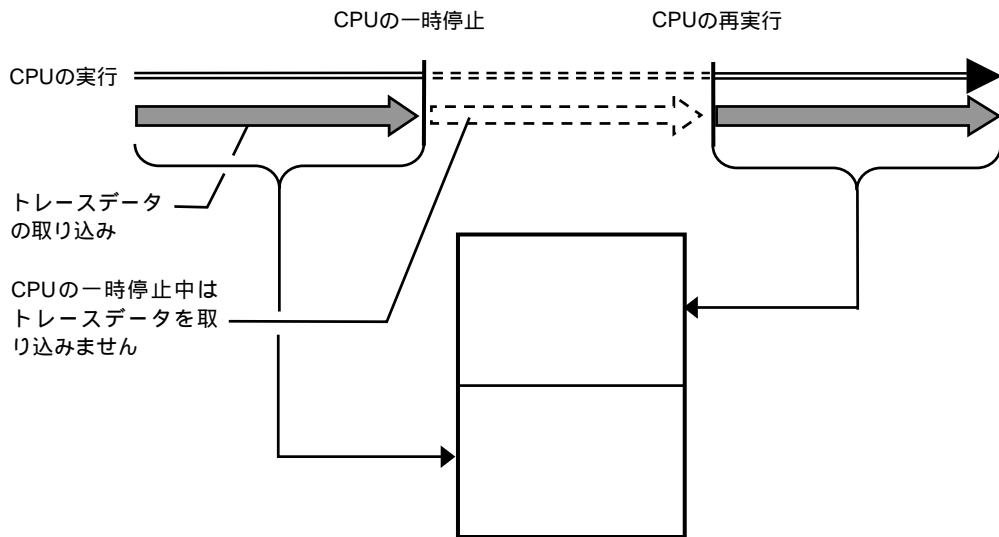 CPUの一時停止
CPUの再実行
CPUの実行
トレースデータ
の取り込み
CPUの一時停止中は
トレースデータを取
り込みません